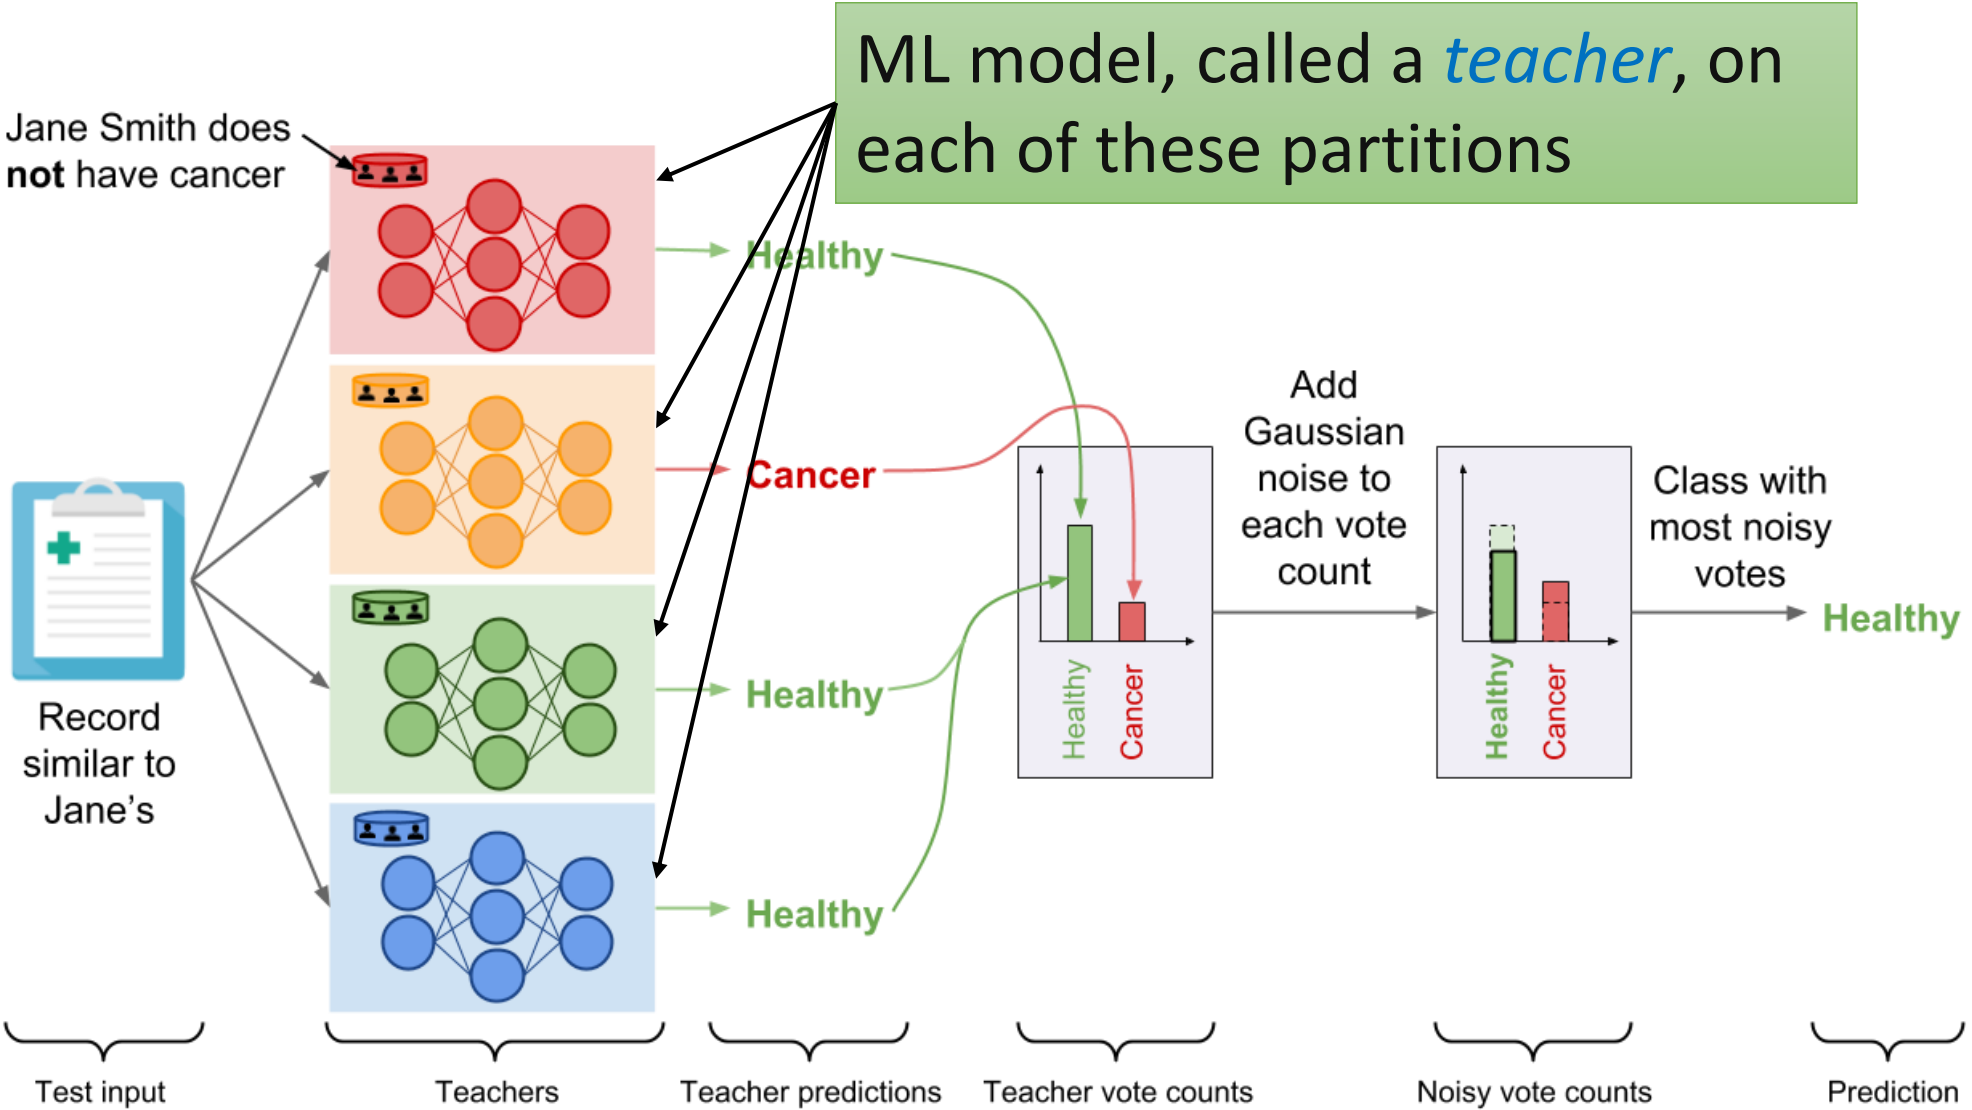 ML model, called a teacher, on
each of these partitions
Jane Smith does
not have cancer
Healthy
Cancer
Healthy
Healthy
Record
similar to
Jane's
Healthy
Cancer
Add
Gaussian
noise to
each vote
count
Healthy
Cancer
Class with
most noisy
votes
Healthy
Test input
Teachers
Teacher predictions
Teacher vote counts
Noisy vote counts
Prediction